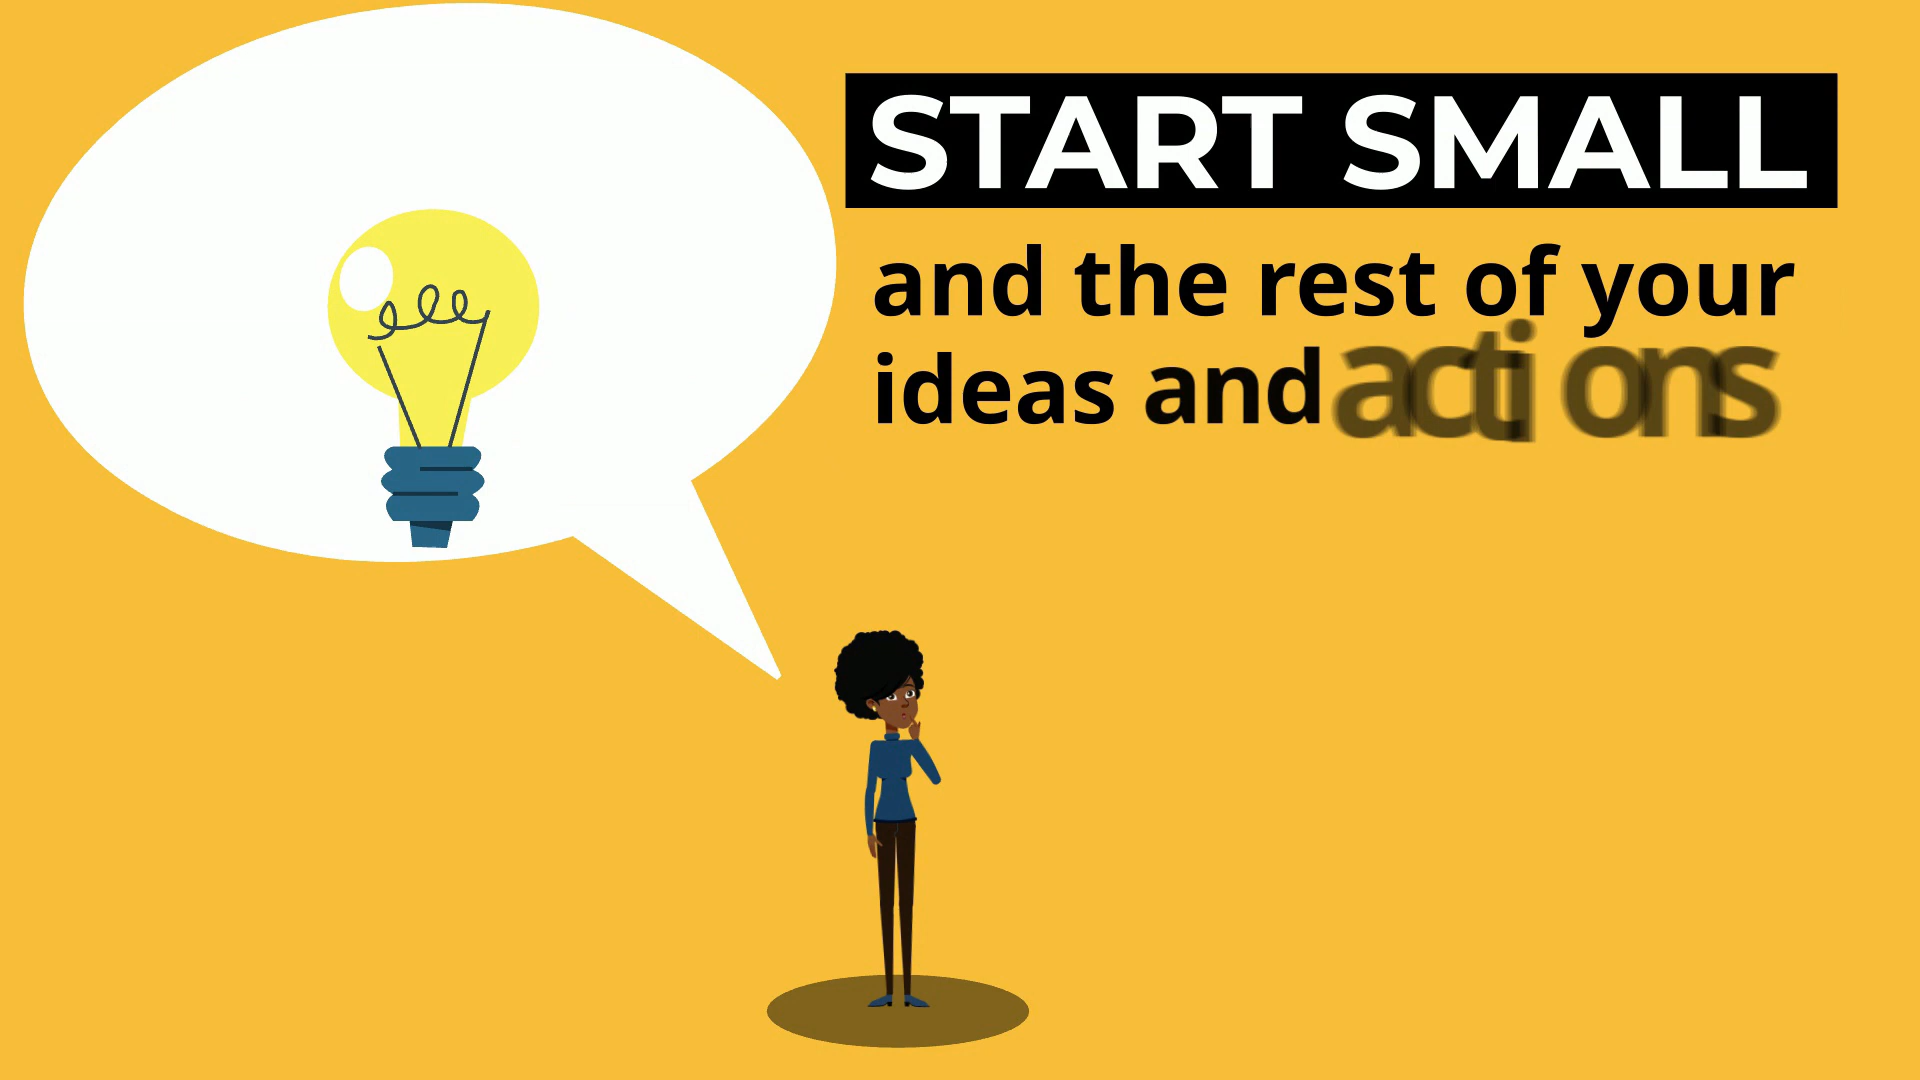 START SMALL
and the rest of your
ideas and actions